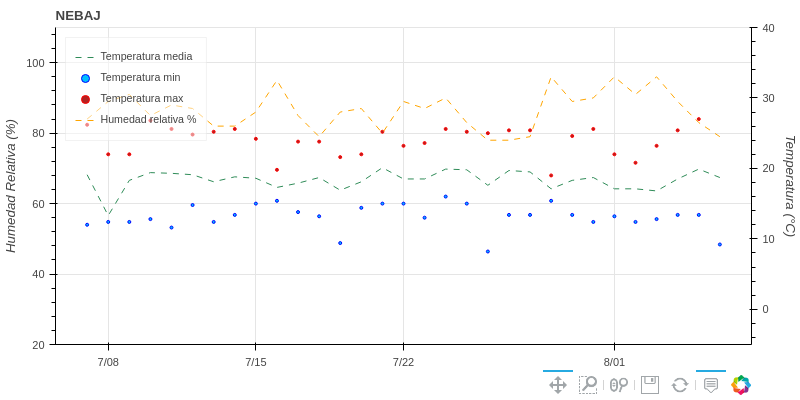 NEBAJ
Temperatura media
Temperatura min
Temperatura max
Humedad relativa %
Humedad Relativa (%)
100
80
60
40
20
Temperatura (°C)
40
30
20
10
0
7/08
7/15
7/22
8/01